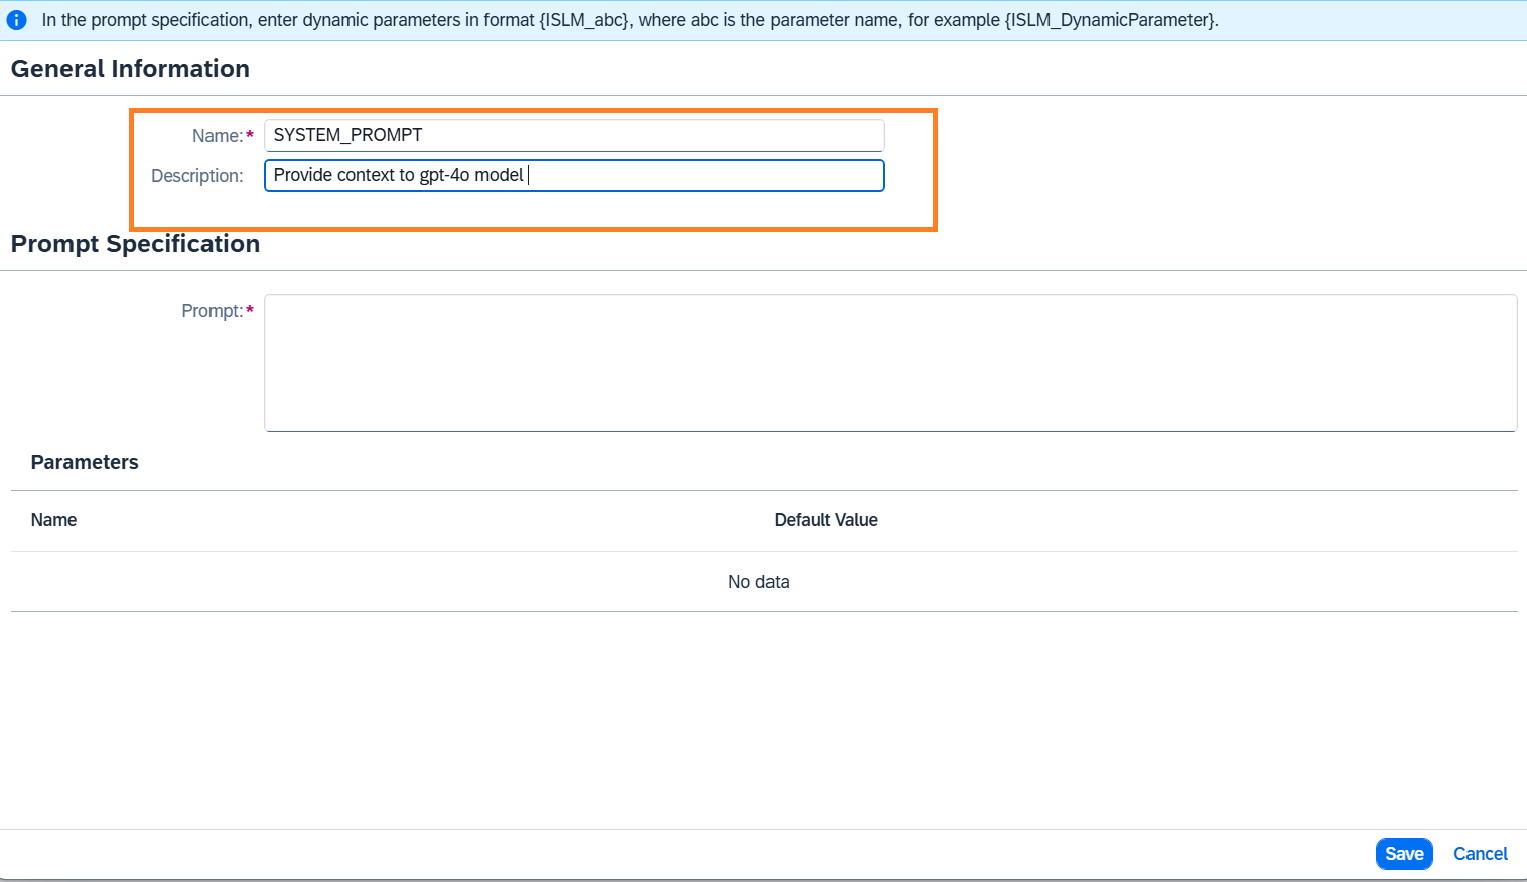 In the prompt specification, enter dynamic parameters in format {ISLM_abc}, where abc is the parameter name, for example {ISLM_DynamicParameter}.
General Information
Name:* SYSTEM_PROMPT
Description: Provide context to gpt-4o model
Prompt Specification
Prompt:*
Parameters
Name Default Value
No data
Save Cancel